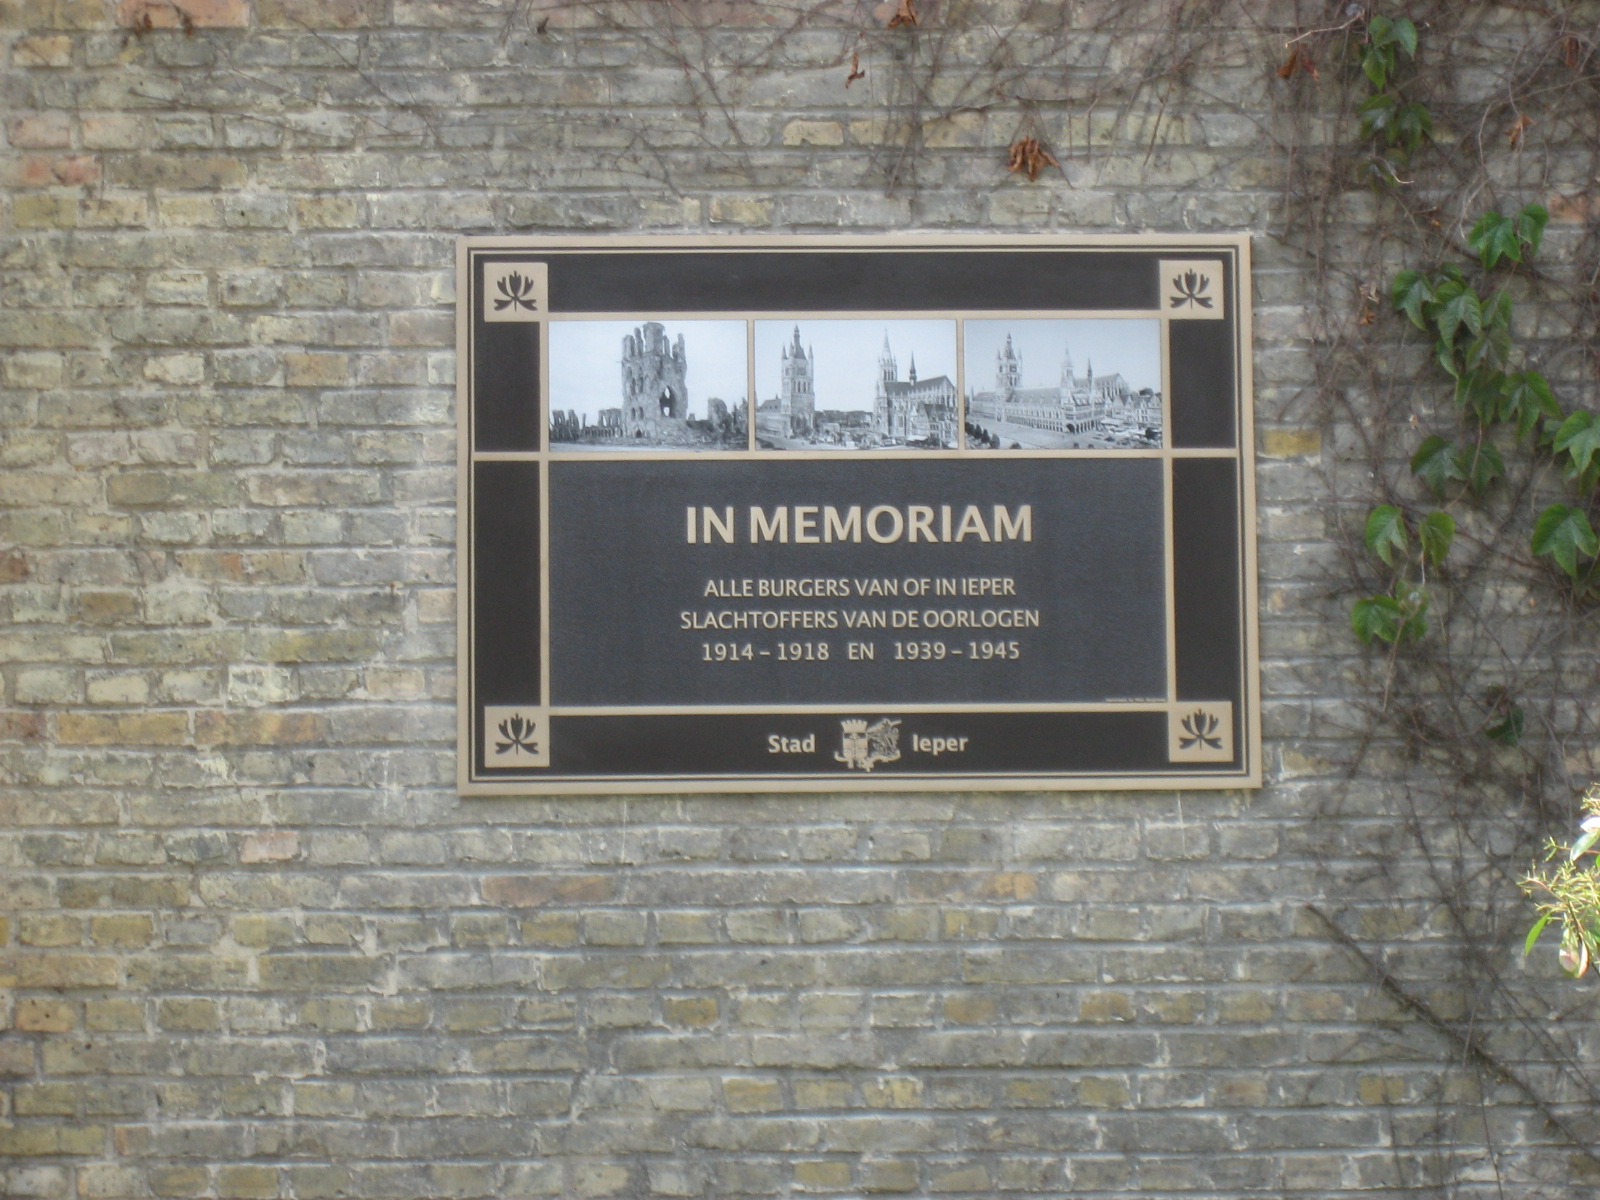 IN MEMORIAM
ALLE BURGERS VAN OF IN IEPER
SLACHTOFFERS VAN DE OORLOGEN
1914 – 1918 EN 1939 – 1945
Stad Ieper